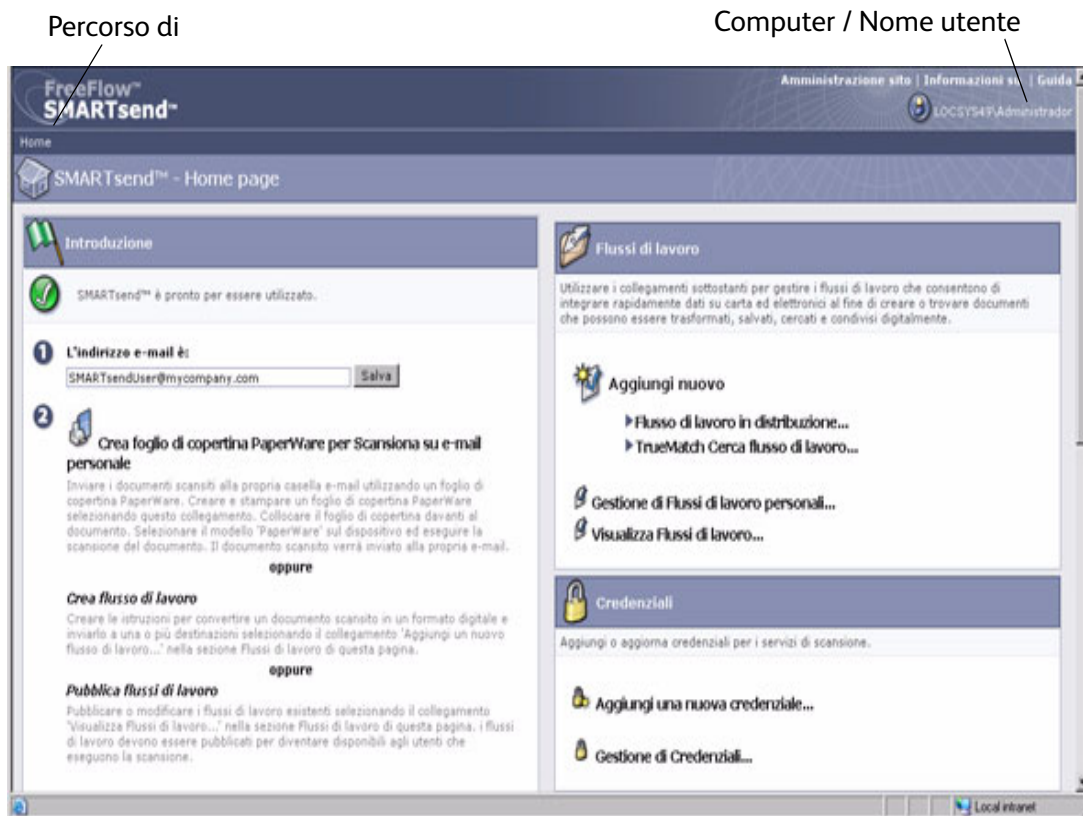 Percorso di
Computer / Nome utente
FreeFlow™
SMARTsend™
Amministrazione sito | Informazioni su | Guida
LOCSYS49\Administrador
Home
SMARTsend™ - Home page
Introduzione
SMARTsend™ è pronto per essere utilizzato.
1 L'indirizzo e-mail è:
SMARTsendUser@mycompany.com Salva
2 Crea foglio di copertina PaperWare per Scansiona su e-mail
personale
Inviare i documenti scansiti alla propria casella e-mail utilizzando un foglio di
copertina PaperWare. Creare e stampare un foglio di copertina PaperWare
selezionando questo collegamento. Collocare il foglio di copertina davanti al
documento. Selezionare il modello 'PaperWare' sul dispositivo ed eseguire la
scansione del documento. Il documento scansito verrà inviato alla propria e-mail.
oppure
Crea flusso di lavoro
Creare le istruzioni per convertire un documento scansito in un formato digitale e
inviarlo a una o più destinazioni selezionando il collegamento 'Aggiungi un nuovo
flusso di lavoro...' nella sezione Flussi di lavoro di questa pagina.
oppure
Pubblica flussi di lavoro
Pubblicare o modificare i flussi di lavoro esistenti selezionando il collegamento
'Visualizza Flussi di lavoro...' nella sezione Flussi di lavoro di questa pagina. i flussi
di lavoro devono essere pubblicati per diventare disponibili agli utenti che
eseguono la scansione.
Flussi di lavoro
Utilizzare i collegamenti sottostanti per gestire i flussi di lavoro che consentono di
integrare rapidamente dati su carta ed elettronici al fine di creare o trovare documenti
che possono essere trasformati, salvati, cercati e condivisi digitalmente.
Aggiungi nuovo
Flusso di lavoro in distribuzione...
TrueMatch Cerca flusso di lavoro...
Gestione di Flussi di lavoro personali...
Visualizza Flussi di lavoro...
Credenziali
Aggiungi o aggiorna credenziali per i servizi di scansione.
Aggiungi una nuova credenziale...
Gestione di Credenziali...
Local intranet